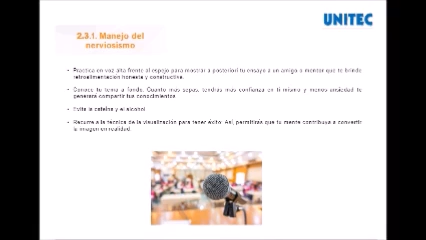 UNITEC
2.3.1. Manejo del
nerviosismo
• Practica en voz alta frente al espejo para mostrar a posteriori tu ensayo a un amigo o mentor que te brinde
retroalimentación honesta y constructiva.
• Conoce tu tema a fondo. Cuanto más sepas, tendrás más confianza en ti mismo y menos ansiedad te
generará compartir tus conocimientos.
• Evita la cafeína y el alcohol.
• Recurre a la técnica de la visualización para tener éxito. Así, permitirás que tu mente contribuya a convertir
la imagen en realidad.